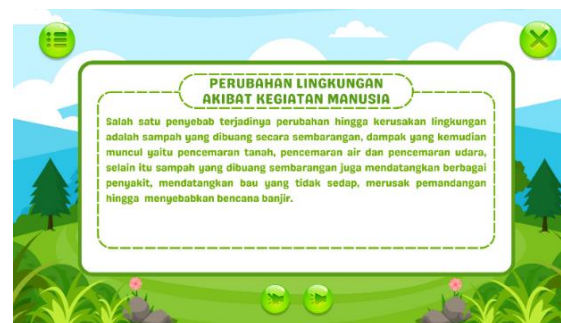 PERUBAHAN LINGKUNGAN
AKIBAT KEGIATAN MANUSIA
Salah satu penyebab terjadinya perubahan hingga kerusakan lingkungan
adalah sampah yang dibuang secara sembarangan, dampak yang kemudian
muncul yaitu pencemaran tanah, pencemaran air dan pencemaran udara,
selain itu sampah yang dibuang sembarangan juga mendatangkan berbagai
penyakit, mendatangkan bau yang tidak sedap, merusak pemandangan
hingga menyebabkan bencana banjir.